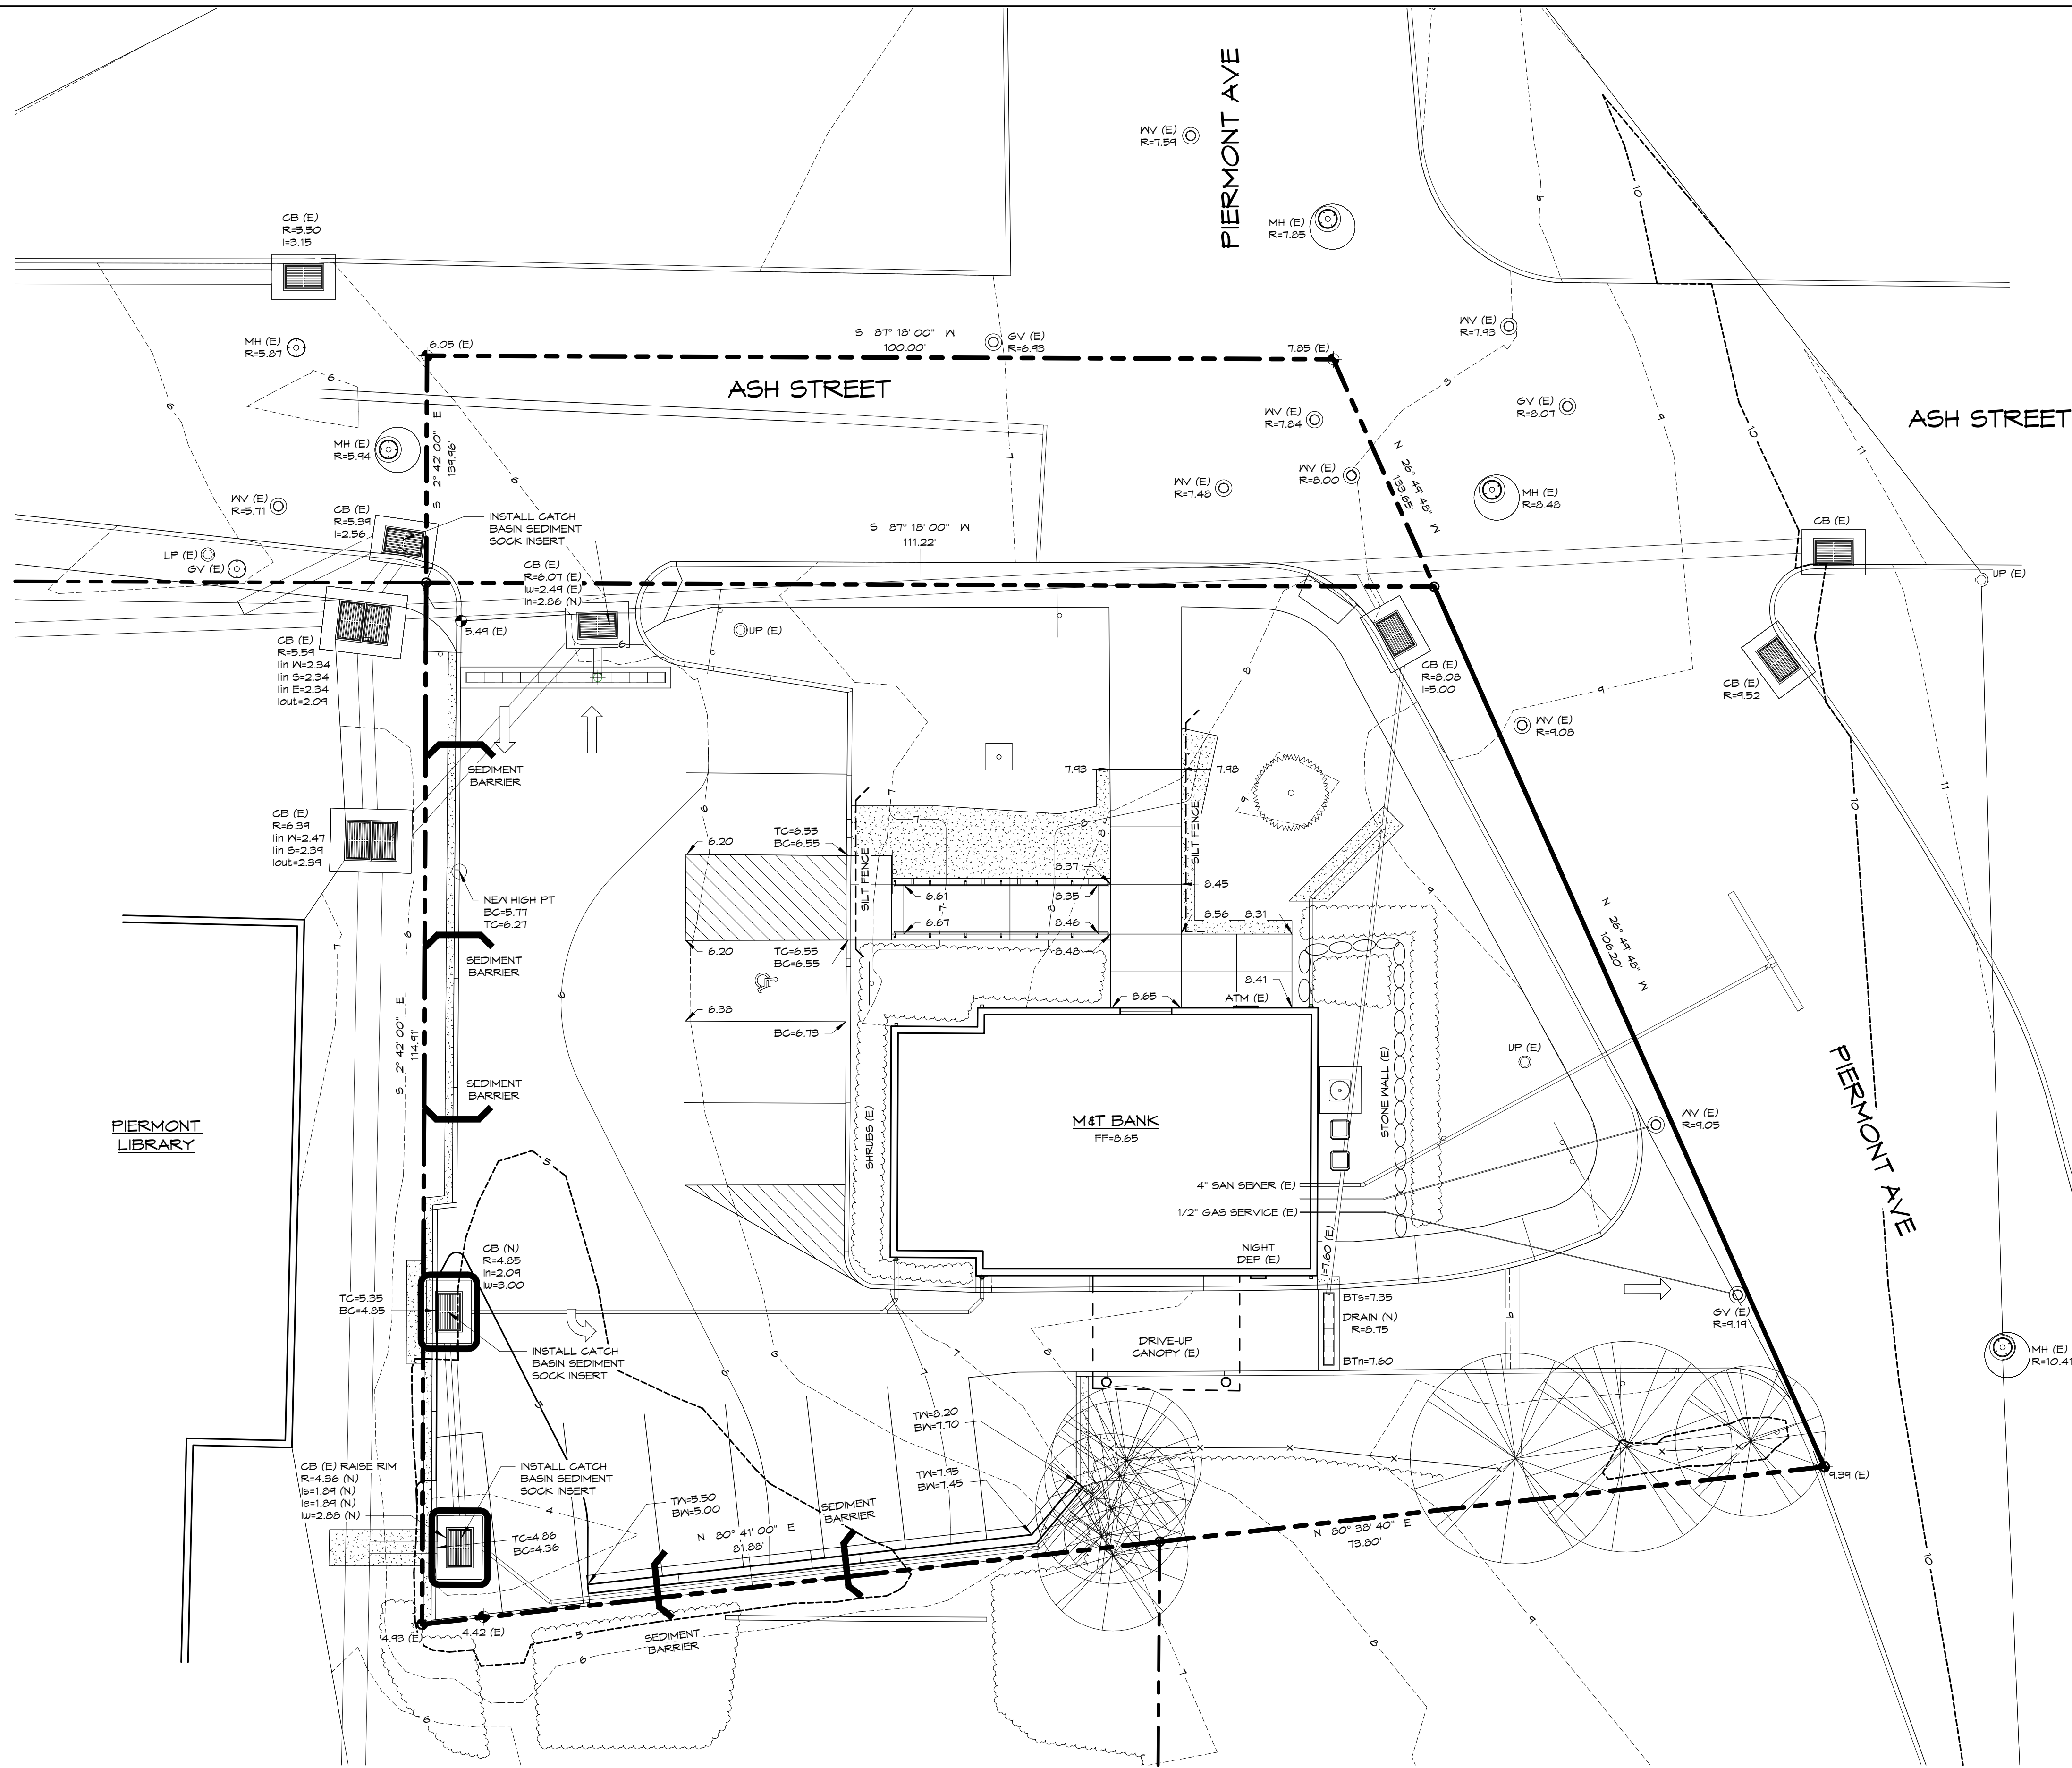 PIERMONT AVE
WV (E)
R=7.59
MH (E)
R=7.85
CB (E)
R=5.50
I=3.15
MH (E)
R=5.87
6.05 (E)
S 87° 18' 00" W
100.00'
GV (E)
R=6.93
7.85 (E)
WV (E)
R=7.93
ASH STREET
WV (E)
R=7.84
GV (E)
R=8.07
ASH STREET
MH (E)
R=5.94
S 2° 42' 00" E
139.96'
N 26° 49' 48" W
133.65'
WV (E)
R=8.00
WV (E)
R=7.48
MH (E)
R=8.48
WV (E)
R=5.71
CB (E)
R=5.39
I=2.56
INSTALL CATCH
BASIN SEDIMENT
SOCK INSERT
S 87° 18' 00" W
111.22'
CB (E)
LP (E)
GV (E)
CB (E)
R=6.07 (E)
Iw=2.49 (E)
In=2.86 (N)
UP (E)
5.49 (E)
UP (E)
CB (E)
R=5.59
Iin W=2.34
Iin S=2.34
Iin E=2.34
Iout=2.09
CB (E)
R=8.08
I=5.00
CB (E)
R=9.52
WV (E)
R=9.08
SEDIMENT
BARRIER
7.93
7.98
CB (E)
R=6.39
Iin W=2.47
Iin S=2.39
Iout=2.39
6.20
TC=6.55
BC=6.55
SILT FENCE
SILT FENCE
8.37
6.61
8.35
8.45
NEW HIGH PT
BC=5.77
TC=6.27
6.67
8.46
8.56
8.31
SEDIMENT
BARRIER
6.20
TC=6.55
BC=6.55
8.48
8.41
N 26° 49' 48" W
106.20'
6.38
BC=6.73
8.65
ATM (E)
S 2° 42' 00" E
114.91'
SEDIMENT
BARRIER
UP (E)
PIERMONT
LIBRARY
SHRUBS (E)
M&T BANK
FF=8.65
STONE WALL (E)
WV (E)
R=9.05
PIERMONT AVE
4" SAN SEWER (E)
1/2" GAS SERVICE (E)
NIGHT
DEP (E)
I=7.60 (E)
CB (N)
R=4.85
In=2.09
Iw=3.00
TC=5.35
BC=4.85
BTs=7.35
DRAIN (N)
R=8.75
BTn=7.60
GV (E)
R=9.19
DRIVE-UP
CANOPY (E)
INSTALL CATCH
BASIN SEDIMENT
SOCK INSERT
MH (E)
R=10.41
TW=8.20
BW=7.70
TW=7.95
BW=7.45
CB (E) RAISE RIM
R=4.36 (N)
Is=1.89 (N)
Ie=1.89 (N)
Iw=2.88 (N)
INSTALL CATCH
BASIN SEDIMENT
SOCK INSERT
TC=4.86
BC=4.36
TW=5.50
BW=5.00
N 80° 41' 00" E
81.88'
SEDIMENT
BARRIER
9.39 (E)
N 80° 38' 40" E
73.80'
4.93 (E)
4.42 (E)
SEDIMENT
BARRIER